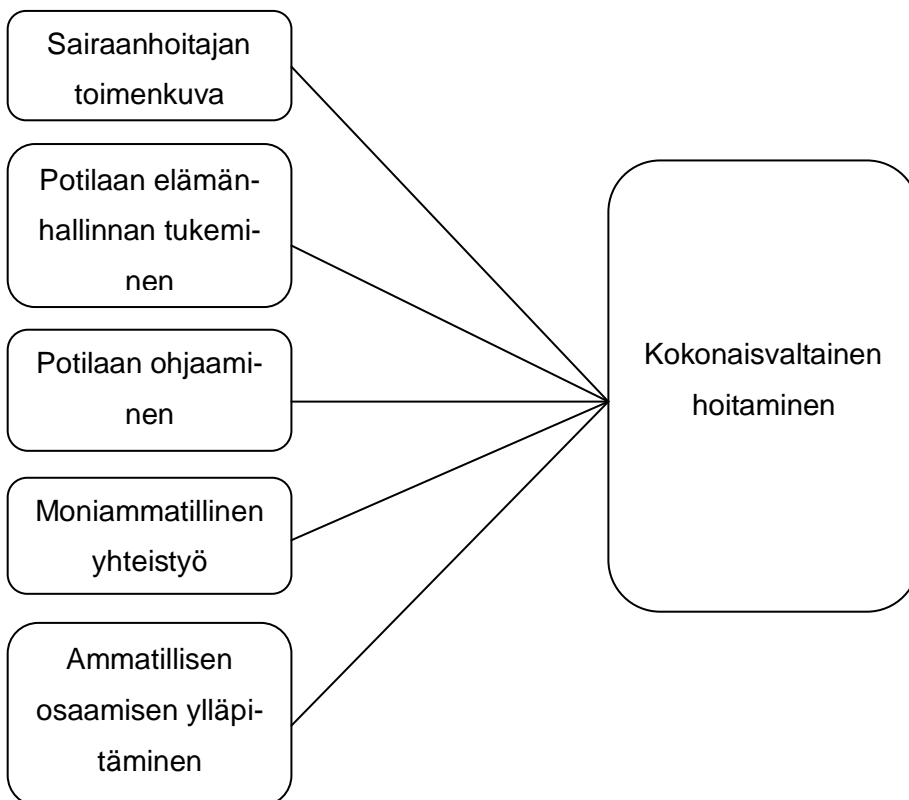 Sairaanhoitajan
toimenkuva
Potilaan elämän-
hallinnan tukemi-
nen
Potilaan ohjaami-
nen
Moniammatillinen
yhteistyö
Ammatillisen
osaamisen ylläpi-
täminen
Kokonaisvaltainen
hoitaminen